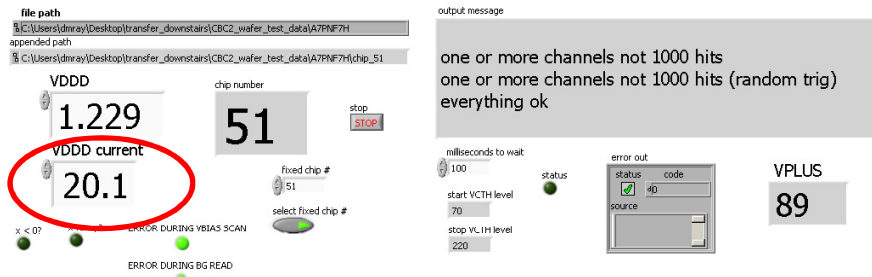 file path
C:\Users\dmray\Desktop\transfer_downstairs\CBC2_wafer_test_data\A7PNF7H
appended path
C:\Users\dmray\Desktop\transfer_downstairs\CBC2_wafer_test_data\A7PNF7H\chip_51
VDDD
1.229
VDDD current
20.1
chip number
51
stop
STOP
fixed chip #
51
select fixed chip #
x < 0?
ERROR DURING VBIAS SCAN
ERROR DURING BG READ
output message
one or more channels not 1000 hits
one or more channels not 1000 hits (random trig)
everything ok
milliseconds to wait
100
status
start VCTH level
70
stop VCTH level
220
error out
status code
d0
source
VPLUS
89